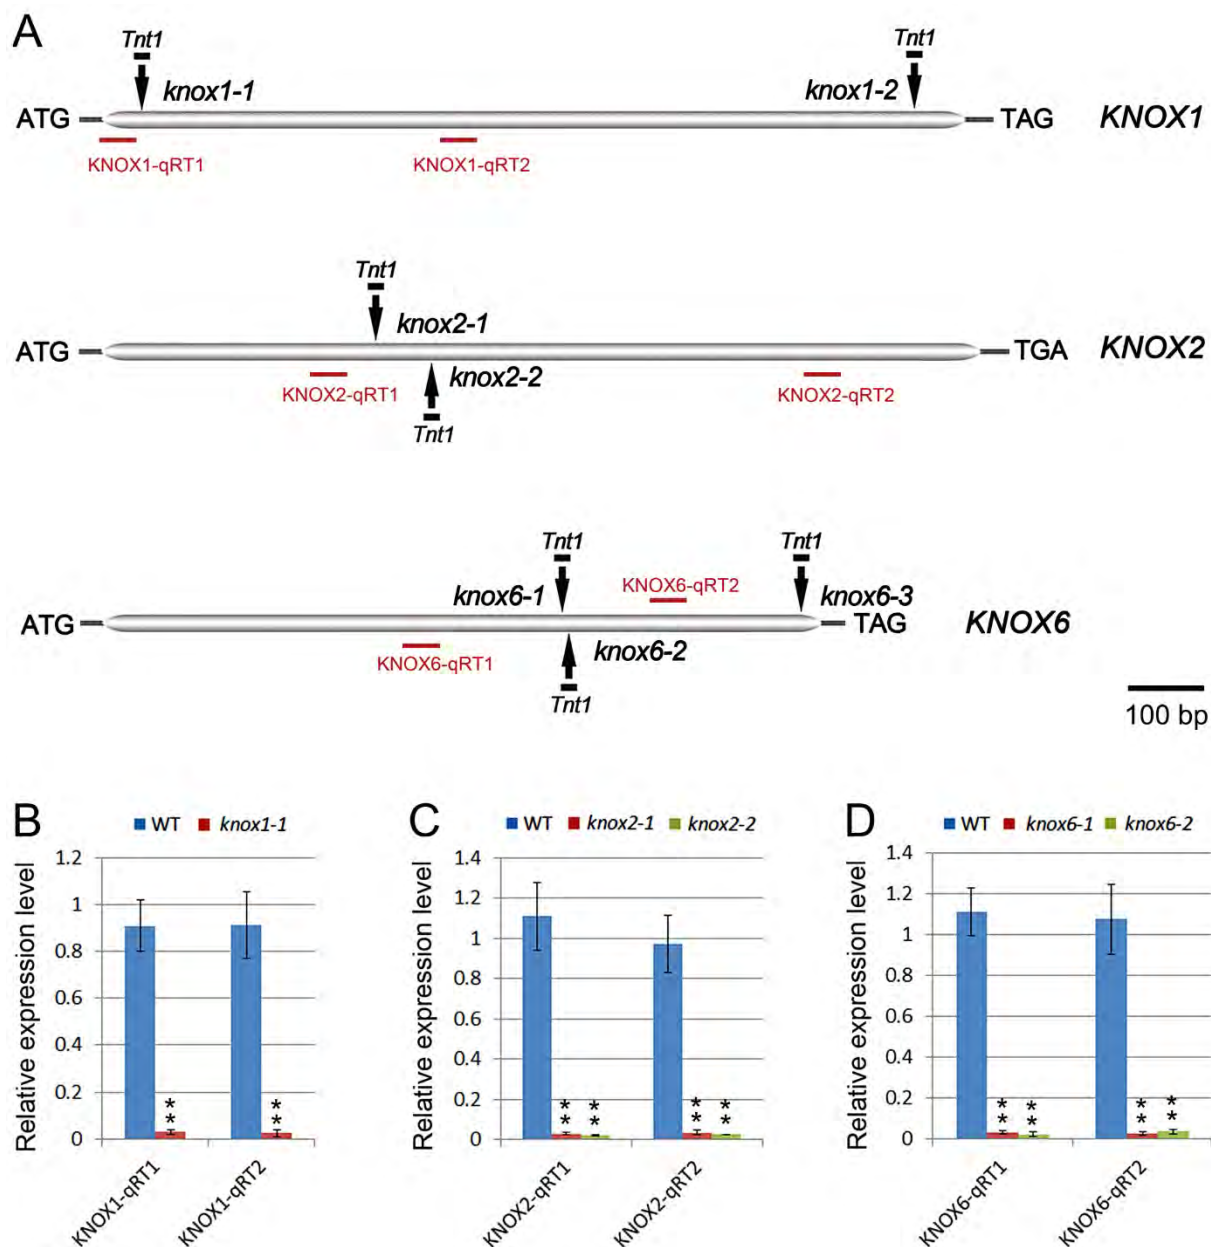 A
Tnt1 Tnt1
knox1-1 knox1-2
ATG TAG KNOX1
KNOX1-qRT1 KNOX1-qRT2
Tnt1
knox2-1
ATG TGA KNOX2
knox2-2
KNOX2-qRT1 KNOX2-qRT2
Tnt1
Tnt1 Tnt1
KNOX6-qRT2
knox6-1 knox6-3
ATG TAG KNOX6
knox6-2
KNOX6-qRT1
Tnt1
100 bp
B
WT knox1-1
Relative expression level
1.2
1
0.8
0.6
0.4
0.2
0
** **
KNOX1-qRT1 KNOX1-qRT2
C
WT knox2-1 knox2-2
Relative expression level
1.4
1.2
1
0.8
0.6
0.4
0.2
0
** ** ** **
KNOX2-qRT1 KNOX2-qRT2
D
WT knox6-1 knox6-2
Relative expression level
1.4
1.2
1
0.8
0.6
0.4
0.2
0
** ** ** **
KNOX6-qRT1 KNOX6-qRT2